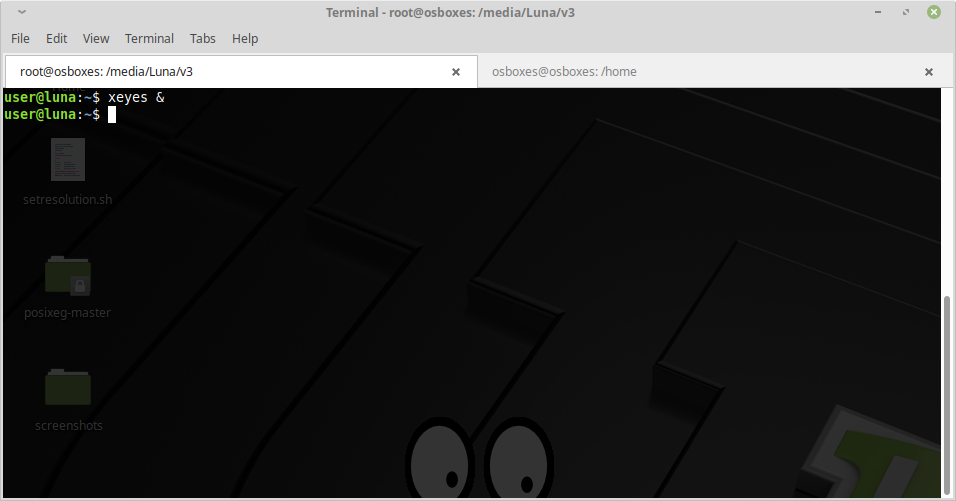 Terminal - root@osboxes: /media/Luna/v3
File Edit View Terminal Tabs Help
root@osboxes: /media/Luna/v3
osboxes@osboxes: /home
user@luna:~$ xeyes &
user@luna:~$
setresolution.sh
posixeg-master
screenshots